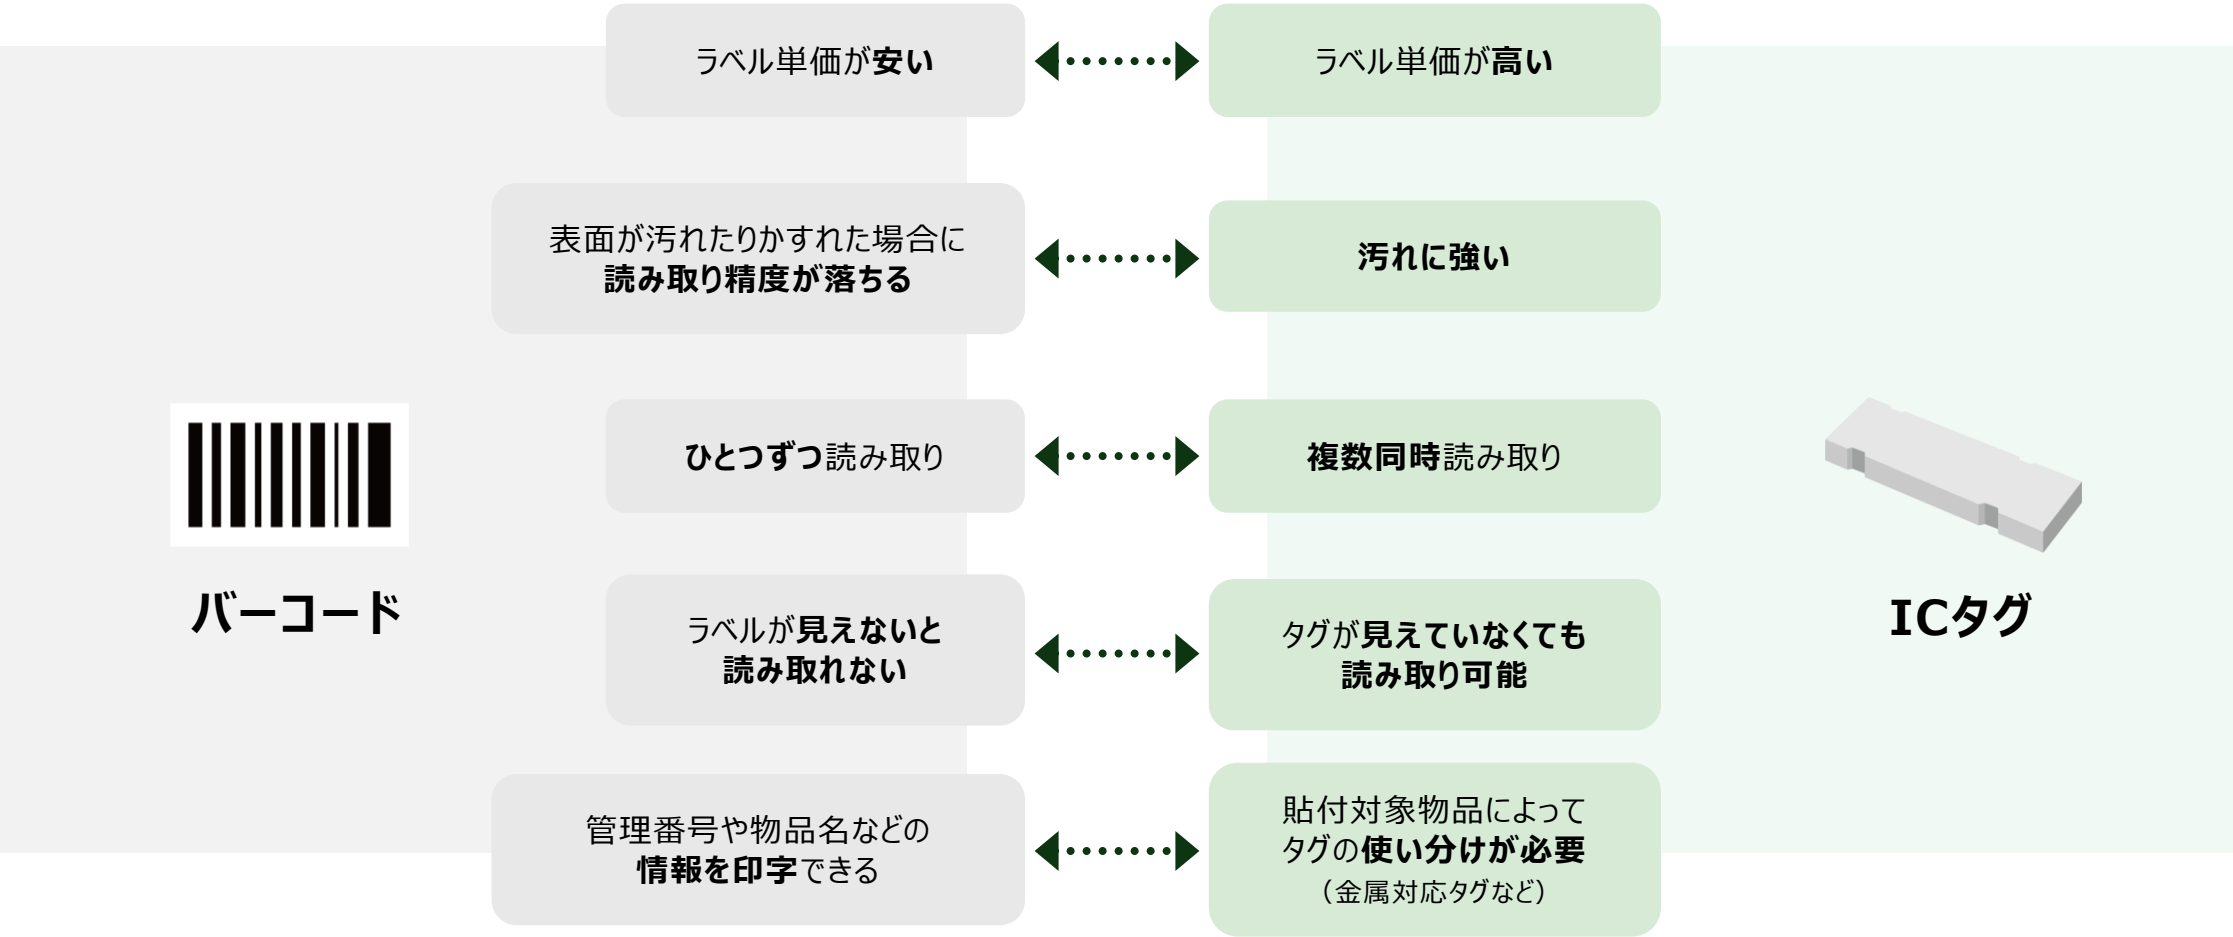 ラベル単価が安い
ラベル単価が高い
表面が汚れたりかすれた場合に
読み取り精度が落ちる
汚れに強い
ひとつずつ読み取り
複数同時読み取り
バーコード
ラベルが見えないと
読み取れない
タグが見えていなくても
読み取り可能
ICタグ
管理番号や物品名などの
情報を印字できる
貼付対象物品によって
タグの使い分けが必要
（金属対応タグなど）